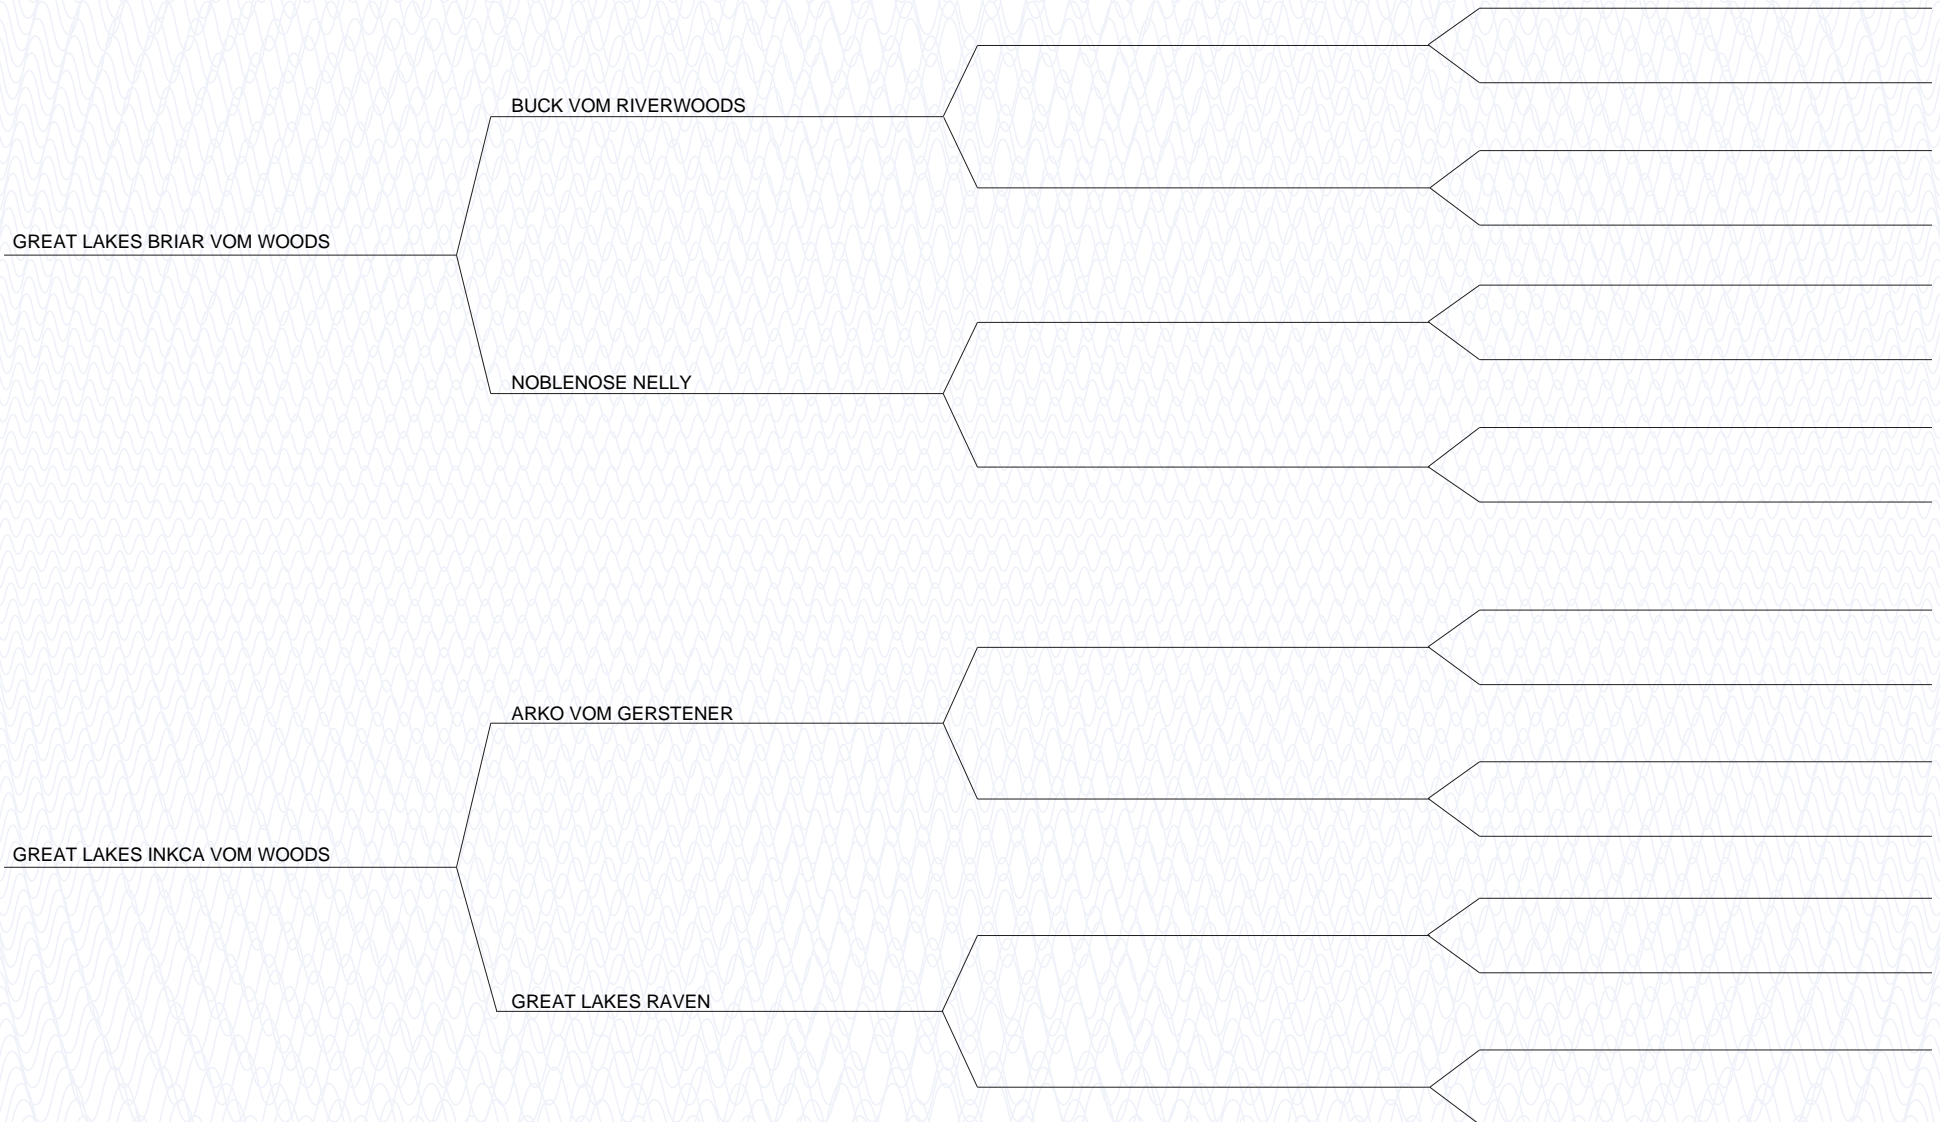 BUCK VOM RIVERWOODS
GREAT LAKES BRIAR VOM WOODS
NOBLENOSE NELLY
ARKO VOM GERSTENER
GREAT LAKES INKCA VOM WOODS
GREAT LAKES RAVEN